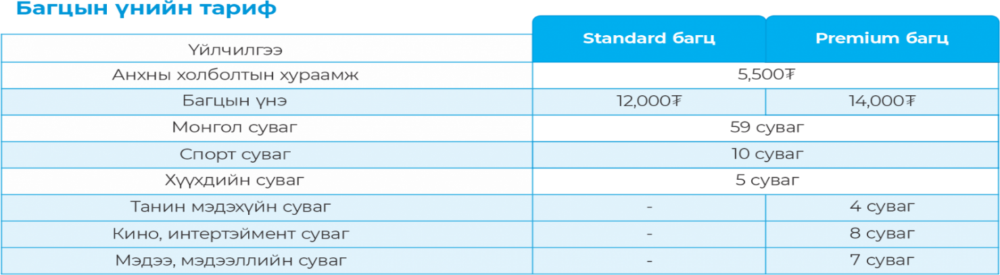 Багцын үнийн тариф
Үйлчилгээ Standard багц Premium багц
Анхны холболтын хураамж 5,500₮
Багцын үнэ 12,000₮ 14,000₮
Монгол суваг 59 суваг
Спорт суваг 10 суваг
Хүүхдийн суваг 5 суваг
Танин мэдэхүйн суваг - 4 суваг
Кино, интертэймент суваг - 8 суваг
Мэдээ, мэдээллийн суваг - 7 суваг